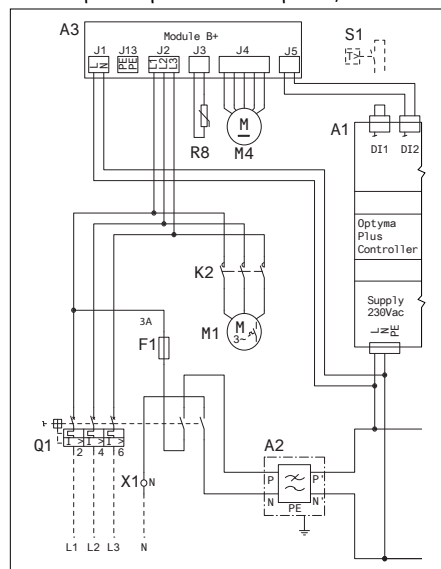 A3
Module B+
S1
J1
J13
J2
J3
J4
J5
L
N
PE
PE
L1
L2
L3
M
R8
M4
A1
DI1
DI2
Optyma
Plus
Controller
K2
Supply
230Vac
L
N
PE
3A
F1
M1
M
3~
Q1
I >
I >
I >
2
4
6
A2
X1
N
P
P
N
N
PE
L1
L2
L3
N